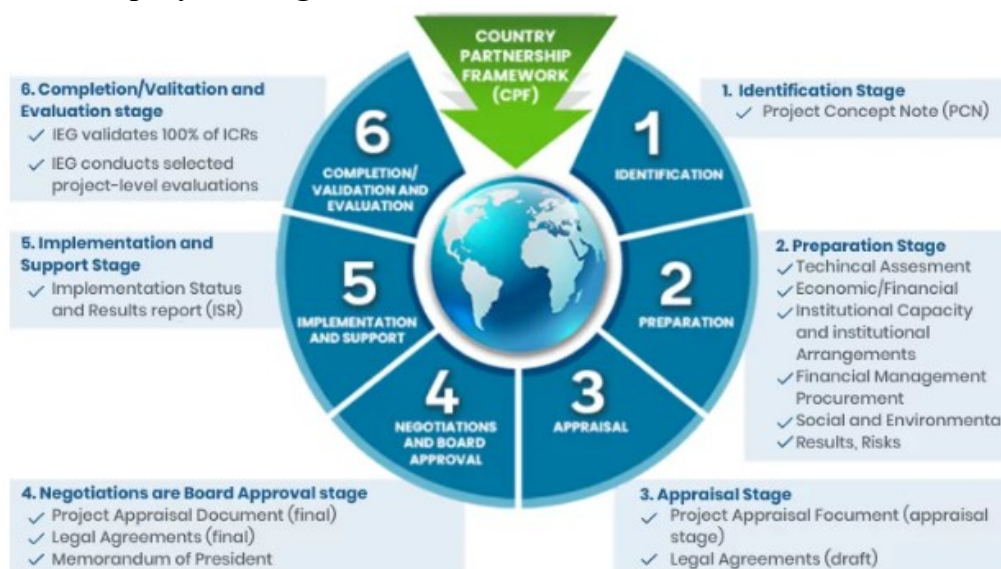 COUNTRY
PARTNERSHIP
FRAMEWORK
(CPF)
1
IDENTIFICATION
2
PREPARATION
3
APPRAISAL
4
NEGOTIATIONS
AND BOARD
APPROVAL
5
IMPLEMENTATION
AND SUPPORT
6
COMPLETION/
VALIDATION AND
EVALUATION
1. Identification Stage
✓ Project Concept Note (PCN)
2. Preparation Stage
✓ Techincal Assesment
✓ Economic/Financial
✓ Institutional Capacity
and institutional
Arrangements
✓ Financial Management
Procurement
✓ Social and Environmenta
✓ Results, Risks
3. Appraisal Stage
✓ Project Appraisal Focument (appraisal
stage)
✓ Legal Agreements (draft)
4. Negotiations are Board Approval stage
✓ Project Appraisal Document (final)
✓ Legal Agreements (final)
✓ Memorandum of President
5. Implementation and
Support Stage
✓ Implementation Status
and Results report (ISR)
6. Completion/Valitation and
Evaluation stage
✓ IEG validates 100% of ICRs
✓ IEG conducts selected
project-level evaluations